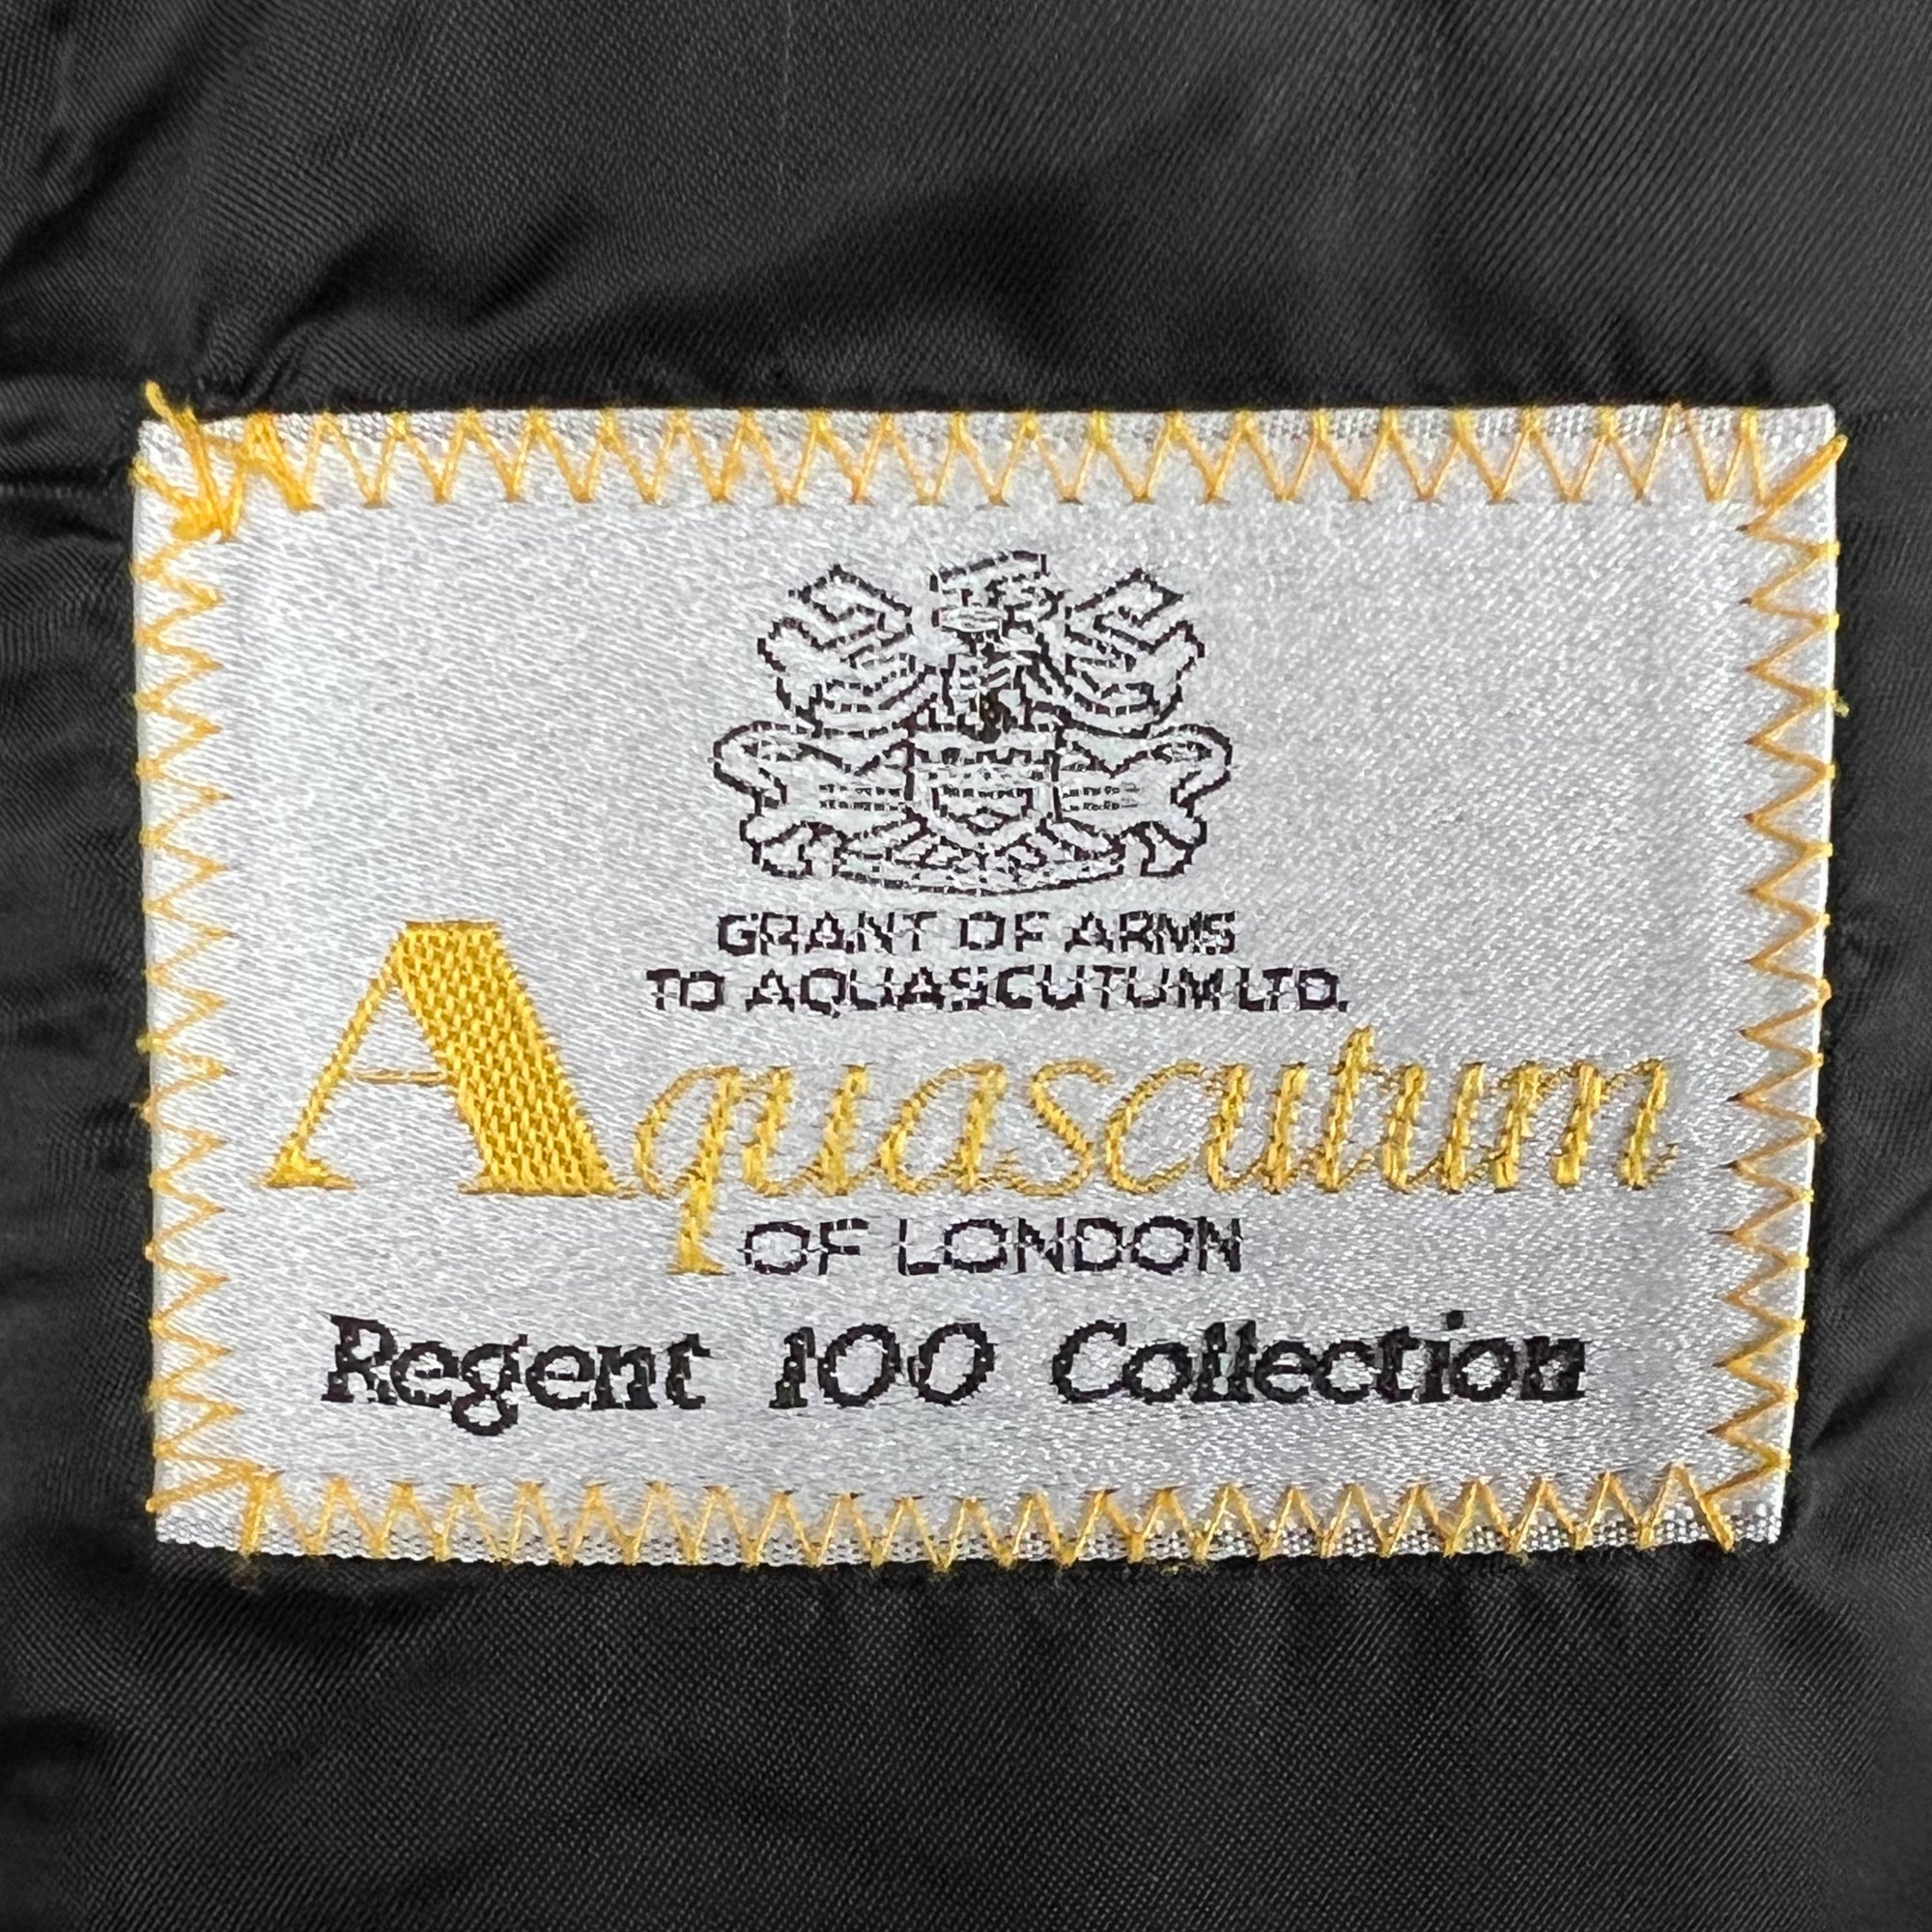 GRANT OF ARMS
TO AQUASCUTUM LTD.
Aquascutum
OF LONDON
Regent 100 Collection